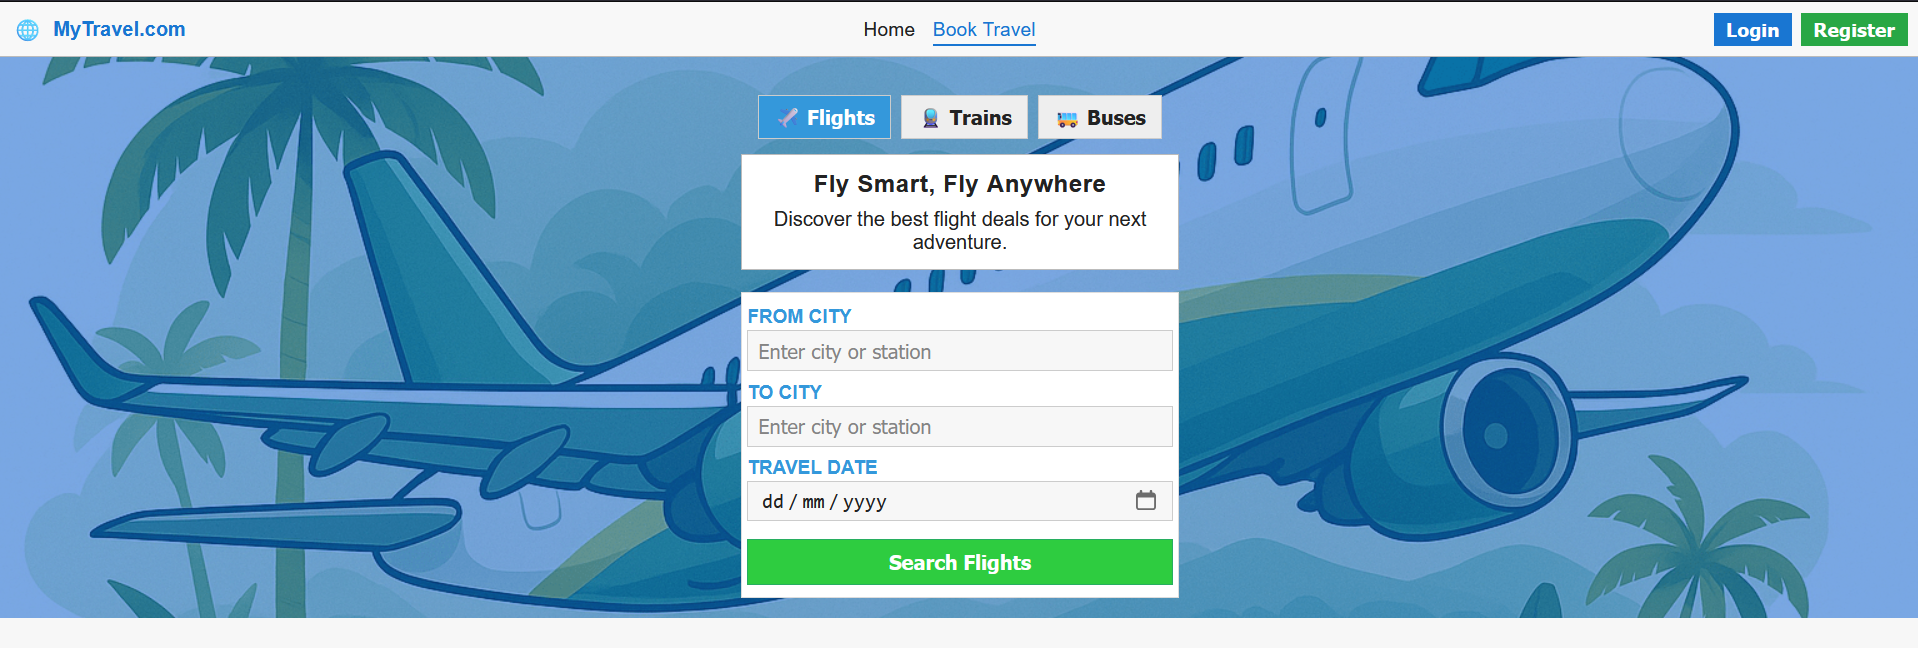 MyTravel.com
Home
Book Travel
Login
Register
Flights
Trains
Buses
Fly Smart, Fly Anywhere
Discover the best flight deals for your next
adventure.
FROM CITY
Enter city or station
TO CITY
Enter city or station
TRAVEL DATE
dd / mm / yyyy
Search Flights